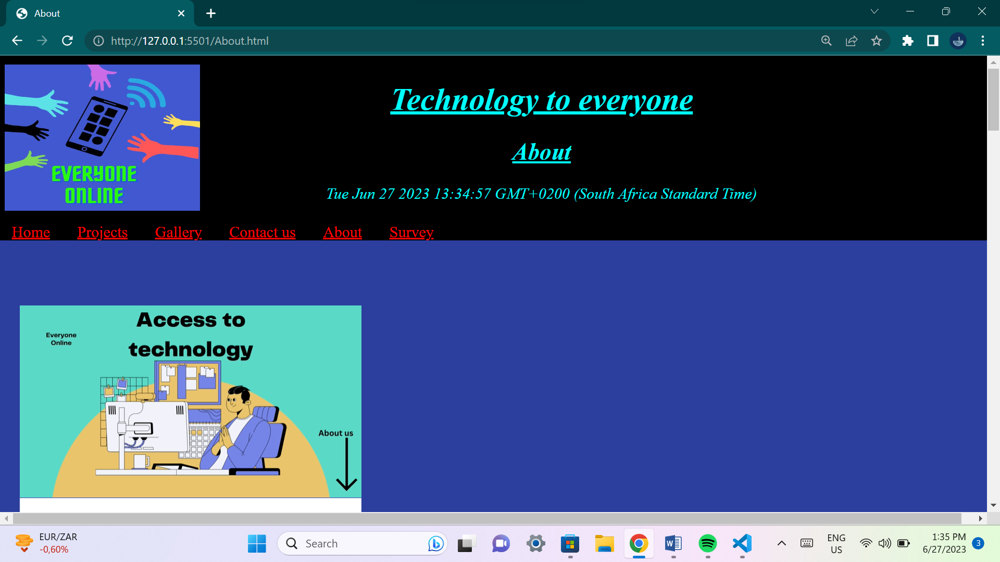 About
http://127.0.0.1:5501/About.html
Technology to everyone
About
Tue Jun 27 2023 13:34:57 GMT+0200 (South Africa Standard Time)
EVERYONE
ONLINE
Home Projects Gallery Contact us About Survey
Access to
technology
Everyone
Online
About us
EUR/ZAR
-0,60%
Search
ENG
US
1:35 PM
6/27/2023
3